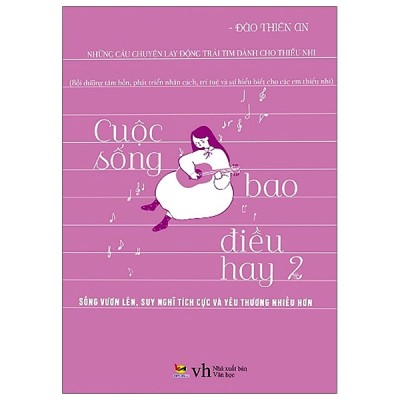 - ĐÀO THIÊN ÂN
NHỮNG CÂU CHUYỆN LAY ĐỘNG TRÁI TIM DÀNH CHO THIẾU NHI
(Bồi dưỡng tâm hồn, phát triển nhân cách, trí tuệ và sự hiểu biết cho các em thiếu nhi)
Cuộc
sống
bao
điều
hay 2
SỐNG VƯƠN LÊN, SUY NGHĨ TÍCH CỰC VÀ YÊU THƯƠNG NHIỀU HƠN
vh
Nhà xuất bản
Văn học